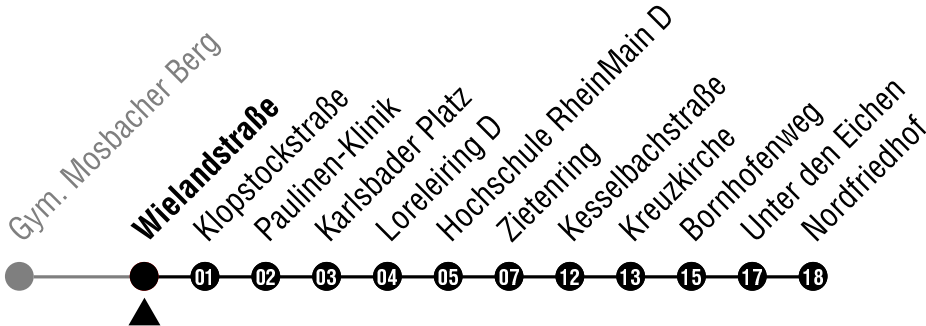 Gym. Mosbacher Berg
Wielandstraße
Klopstockstraße
Paulinen-Klinik
Karlsbader Platz
Loreleiring D
Hochschule RheinMain D
Zietenring
Kesselbachstraße
Kreuzkirche
Bornhofenweg
Unter den Eichen
Nordfriedhof
01 02 03 04 05 07 12 13 15 17 18